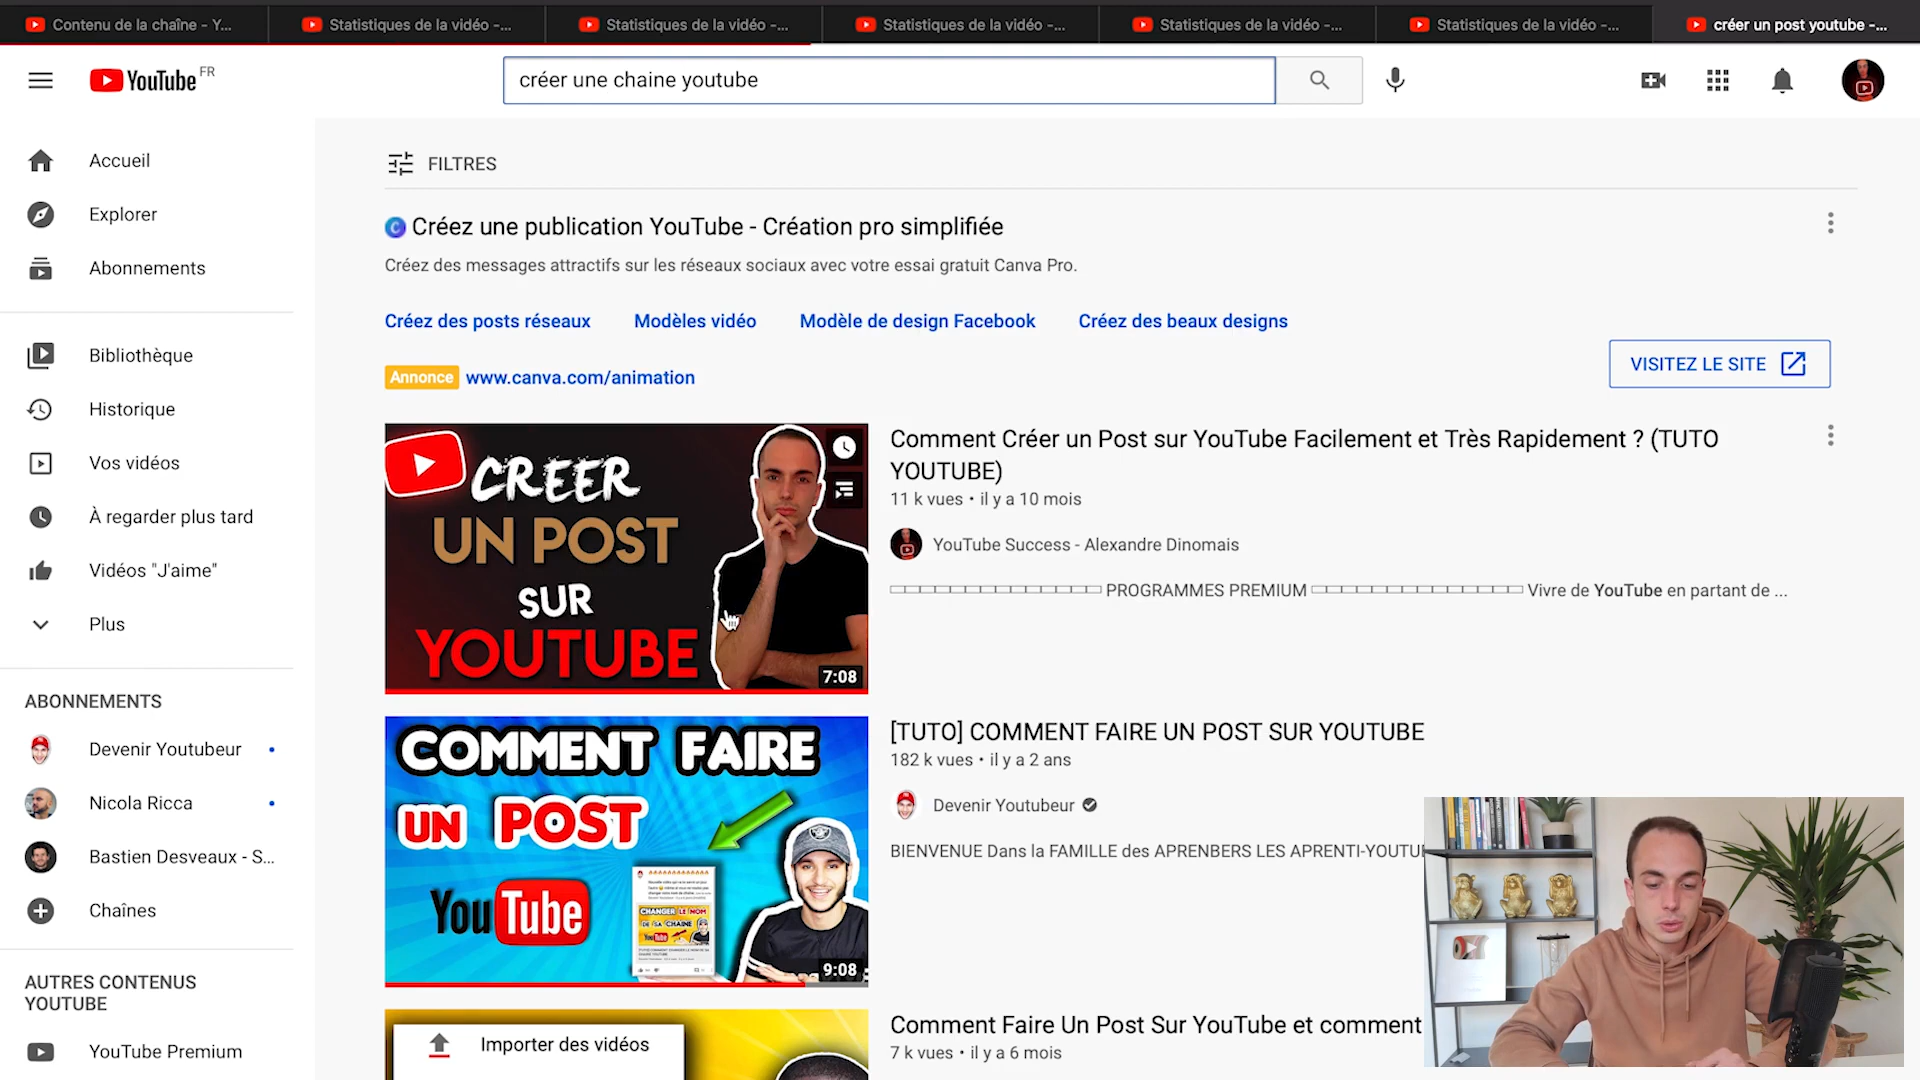 Contenu de la chaîne - Y...
Statistiques de la vidéo -...
Statistiques de la vidéo -...
Statistiques de la vidéo -...
Statistiques de la vidéo -...
Statistiques de la vidéo -...
créer un post youtube -...
YouTube FR
créer une chaine youtube
Accueil
Explorer
Abonnements
Bibliothèque
Historique
Vos vidéos
À regarder plus tard
Vidéos "J'aime"
Plus
ABONNEMENTS
Devenir Youtubeur
Nicola Ricca
Bastien Desveaux - S...
Chaînes
AUTRES CONTENUS
YOUTUBE
YouTube Premium
FILTRES
Créez une publication YouTube - Création pro simplifiée
Créez des messages attractifs sur les réseaux sociaux avec votre essai gratuit Canva Pro.
Créez des posts réseaux
Modèles vidéo
Modèle de design Facebook
Créez des beaux designs
Annonce www.canva.com/animation
VISITEZ LE SITE
CREER
UN POST
SUR
YOUTUBE
7:08
Comment Créer un Post sur YouTube Facilement et Très Rapidement ? (TUTO
YOUTUBE)
11 k vues • il y a 10 mois
YouTube Success - Alexandre Dinomais
PROGRAMMES PREMIUM Vivre de YouTube en partant de ...
COMMENT FAIRE
UN POST
YouTube
CHANGER LE NOM
DE SA CHAINE
YouTube
9:08
[TUTO] COMMENT FAIRE UN POST SUR YOUTUBE
182 k vues • il y a 2 ans
Devenir Youtubeur
BIENVENUE Dans la FAMILLE des APRENBERS LES APRENTI-YOUTU
Importer des vidéos
Comment Faire Un Post Sur YouTube et comment
7 k vues • il y a 6 mois